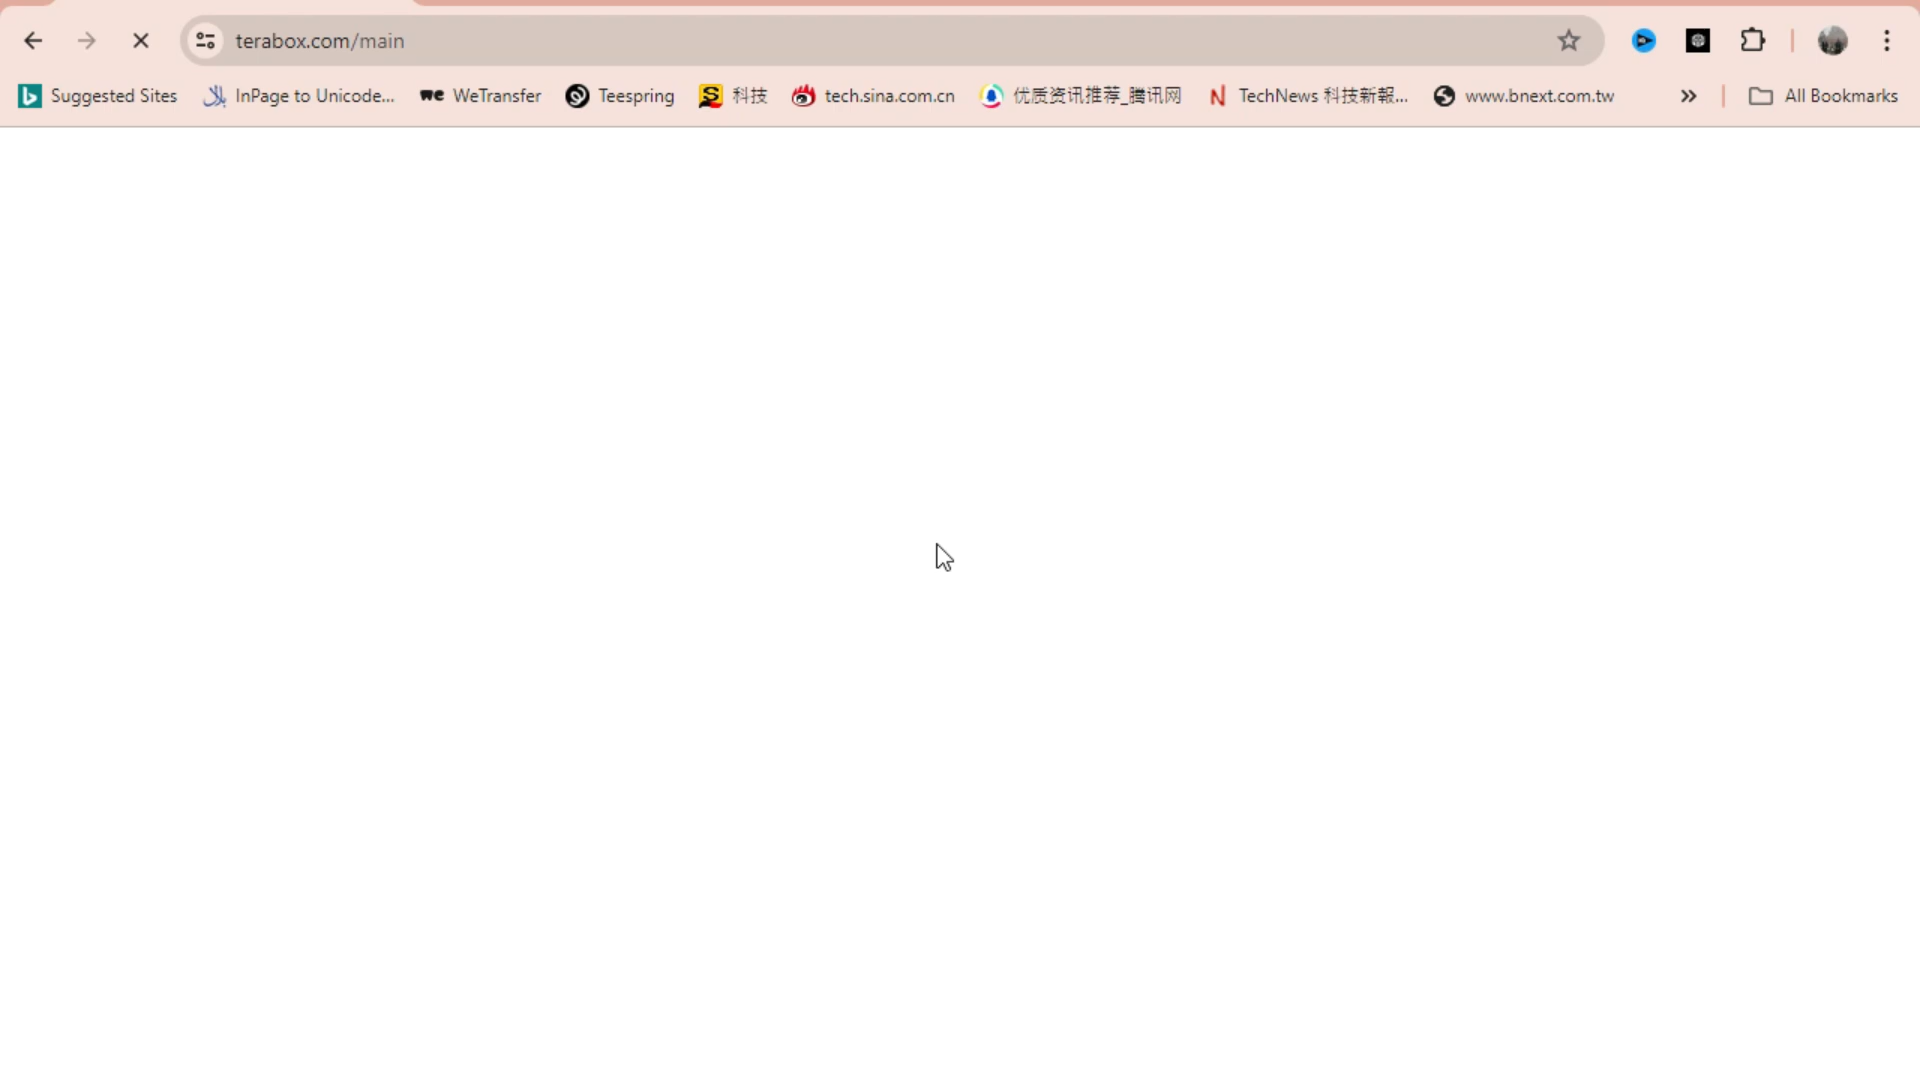 terabox.com/main
Suggested Sites InPage to Unicode... WeTransfer Teespring 科技 tech.sina.com.cn 优质资讯推荐_腾讯网 TechNews 科技新報... www.bnext.com.tw All Bookmarks